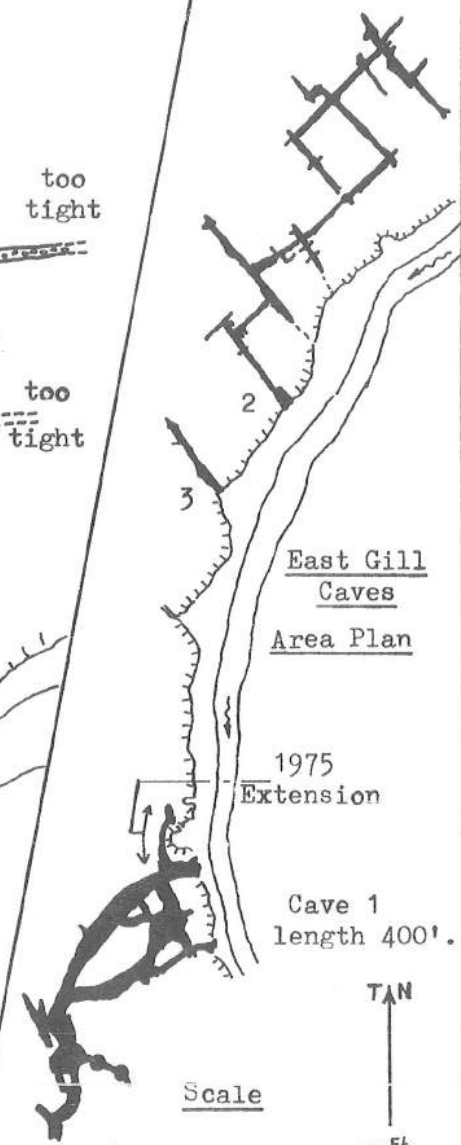 too
tight
too
tight
2
3
East Gill
Caves
Area Plan
1975
Extension
Cave 1
length 400'.
T N
Scale